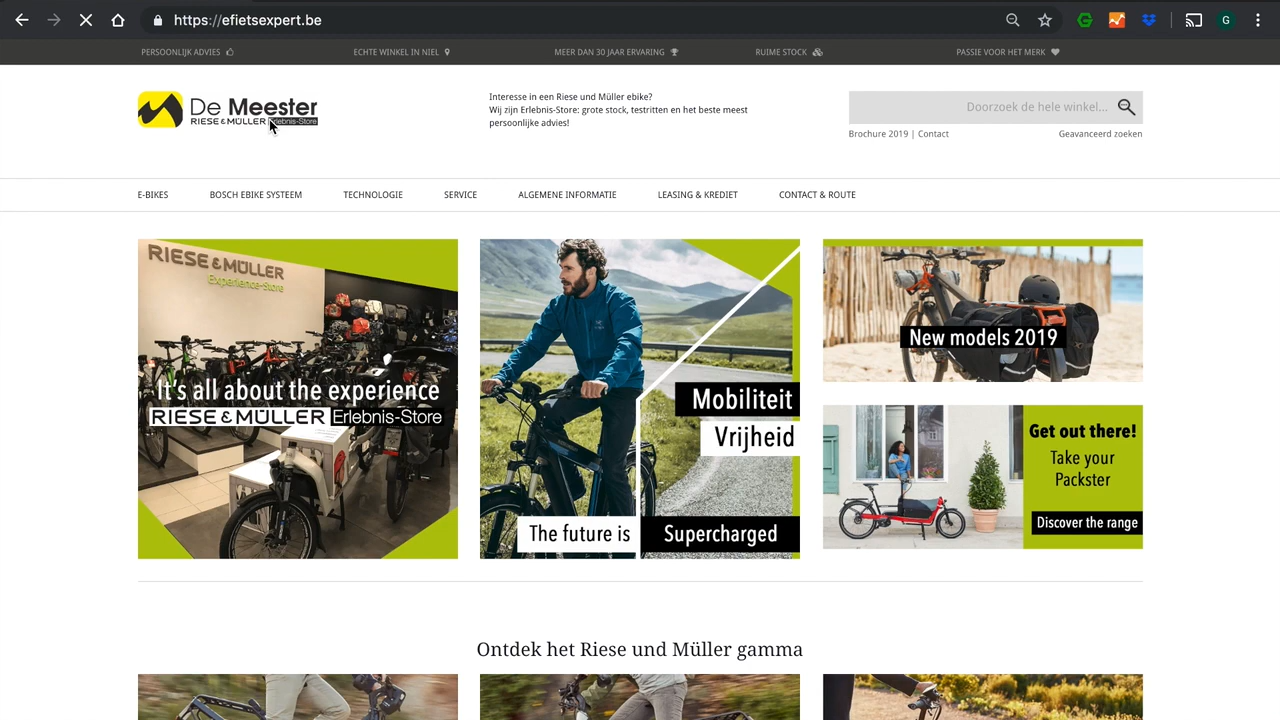 https://efietsexpert.be
G
PERSOONLIJK ADVIES
ECHTE WINKEL IN NIEL
MEER DAN 30 JAAR ERVARING
RUIME STOCK
PASSIE VOOR HET MERK
De Meester
RIESE & MÜLLER Erlebnis-Store
Interesse in een Riese und Müller ebike?
Wij zijn Erlebnis-Store: grote stock, testritten en het beste meest
persoonlijke advies!
Doorzoek de hele winkel...
Brochure 2019 | Contact
Geavanceerd zoeken
E-BIKES
BOSCH EBIKE SYSTEEM
TECHNOLOGIE
SERVICE
ALGEMENE INFORMATIE
LEASING & KREDIET
CONTACT & ROUTE
RIESE & MÜLLER
Experience-Store
It's all about the experience
RIESE & MÜLLER Erlebnis-Store
Mobiliteit
Vrijheid
The future is Supercharged
New models 2019
Get out there!
Take your
Packster
Discover the range
Ontdek het Riese und Müller gamma